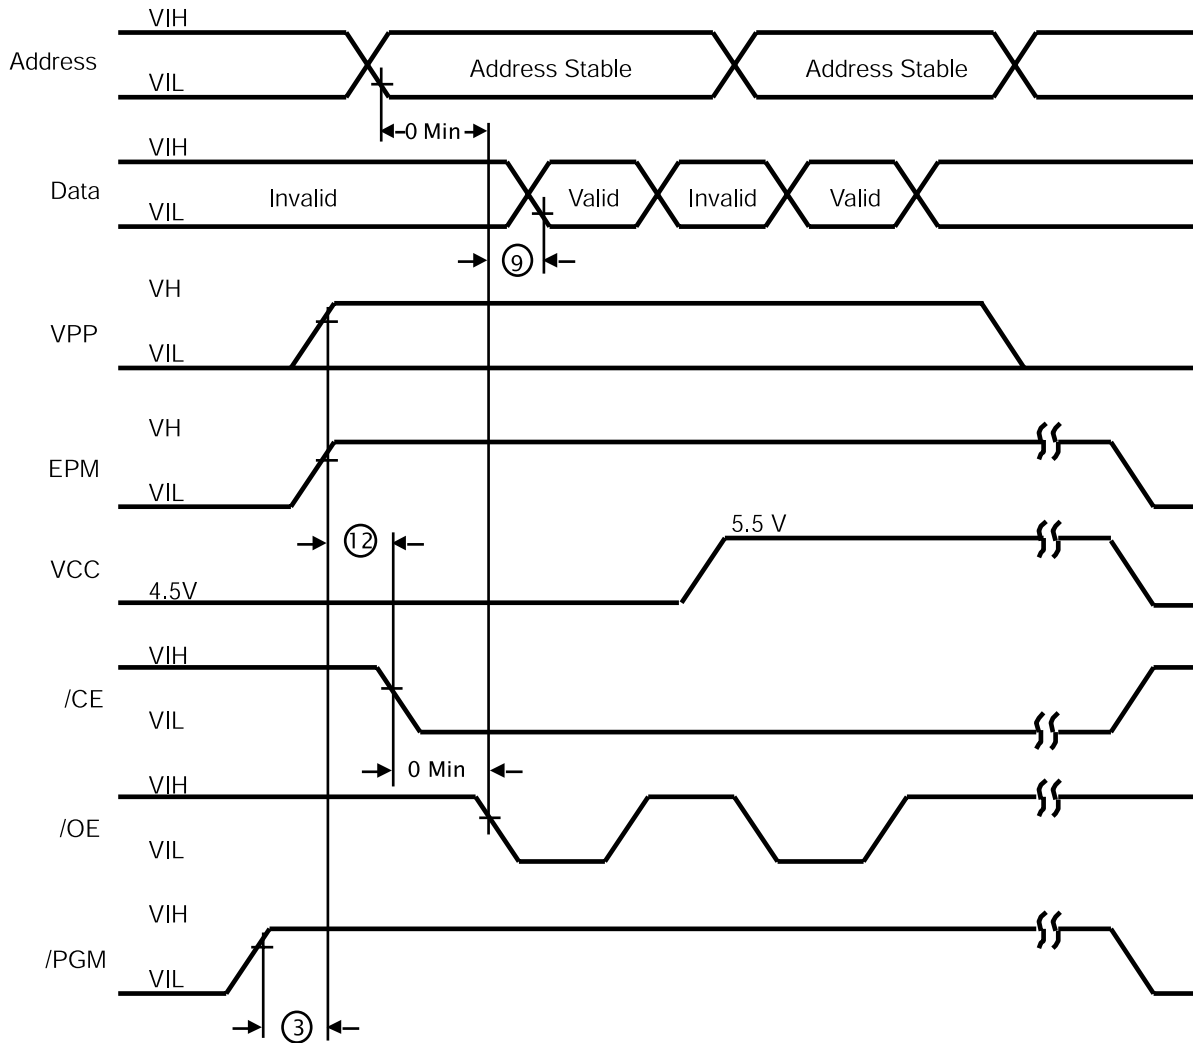 VIH
Address
Address Stable
Address Stable
VIL
0 Min
VIH
Data
Invalid
Valid
Invalid
Valid
VIL
9
VH
VPP
VIL
VH
EPM
VIL
5.5 V
12
VCC
4.5V
VIH
/CE
VIL
0 Min
VIH
/OE
VIL
VIH
/PGM
VIL
3